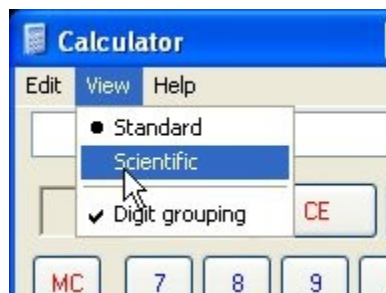 Calculator
Edit View Help
Standard
Scientific
Digit grouping
CE
MC 7 8 9